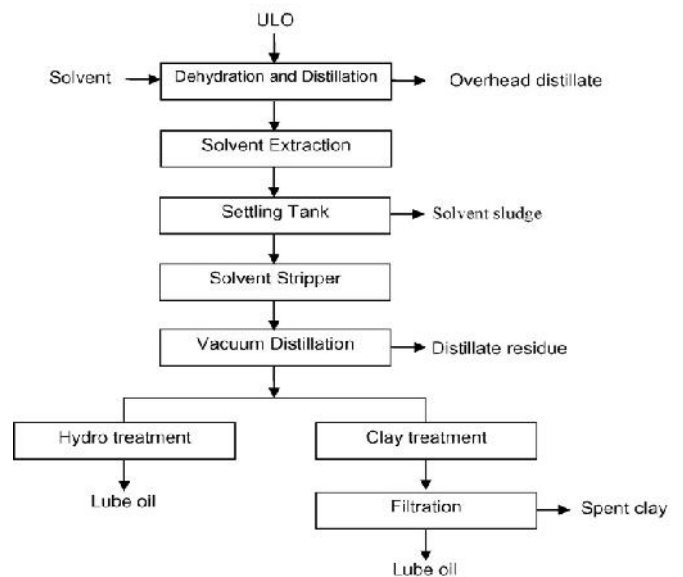 ULO
Solvent
Dehydration and Distillation
Overhead distillate
Solvent Extraction
Settling Tank
Solvent sludge
Solvent Stripper
Vacuum Distillation
Distillate residue
Hydro treatment
Clay treatment
Lube oil
Filtration
Spent clay
Lube oil